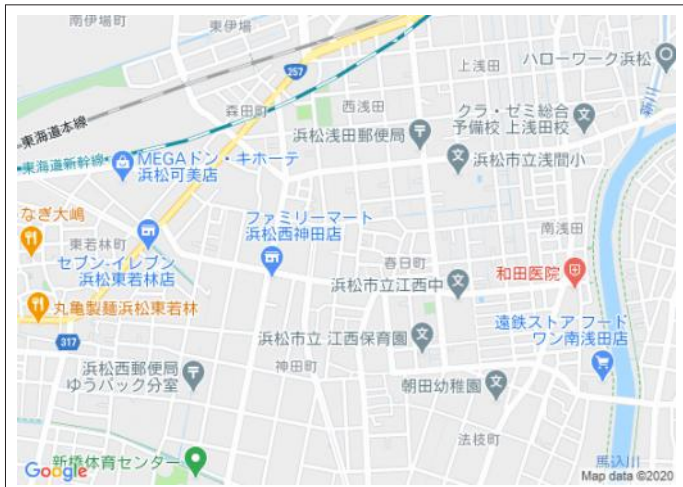 南伊場町
東伊場
257
上浅田
ハローワーク浜松
森田町
西浅田
クラ・ゼミ総合
予備校 上浅田校
東海道本線
浜松浅田郵便局
東海道新幹線
MEGAドン・キホーテ
浜松可美店
浜松市立浅間小
なぎ大嶋
ファミリーマート
浜松西神田店
南浅田
東若林町
セブン-イレブン
浜松東若林店
春日町
和田医院
浜松市立江西中
丸亀製麺浜松東若林
遠鉄ストア フード
ワン南浅田店
317
浜松市立 江西保育園
浜松西郵便局
ゆうパック分室
神田町
朝田幼稚園
法枝町
新橋体育センター
馬込川
Google
Map data ©2020